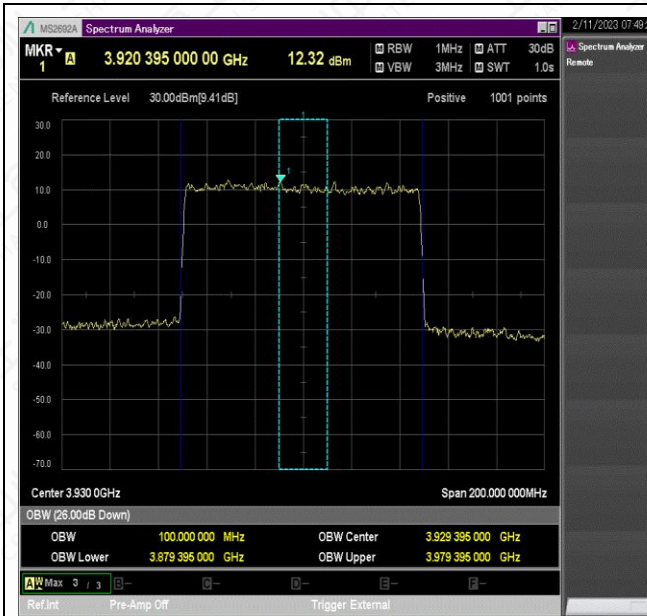 MS2692A Spectrum Analyzer
2/11/2023 07:49:
MKR 1 A 3.920 395 000 00 GHz 12.32 dBm
RBW 1MHz ATT 30dB
VBW 3MHz SWT 1.0s
Spectrum Analyzer
Remote
Reference Level 30.00dBm[9.41dB] Positive 1001 points
30.0
20.0
10.0
0.0
-10.0
-20.0
-30.0
-40.0
-50.0
-60.0
-70.0
1
Center 3.930 0GHz Span 200.000 000MHz
OBW (26.00dB Down)
OBW 100.000 000 MHz OBW Center 3.929 395 000 GHz
OBW Lower 3.879 395 000 GHz OBW Upper 3.979 395 000 GHz
A W Max 3 / 3 B- C- D- E- F-
Ref.Int Pre-Amp Off Trigger External